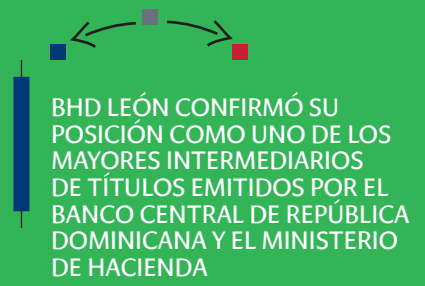 BHD LEÓN CONFIRMÓ SU
POSICIÓN COMO UNO DE LOS
MAYORES INTERMEDIARIOS
DE TÍTULOS EMITIDOS POR EL
BANCO CENTRAL DE REPÚBLICA
DOMINICANA Y EL MINISTERIO
DE HACIENDA